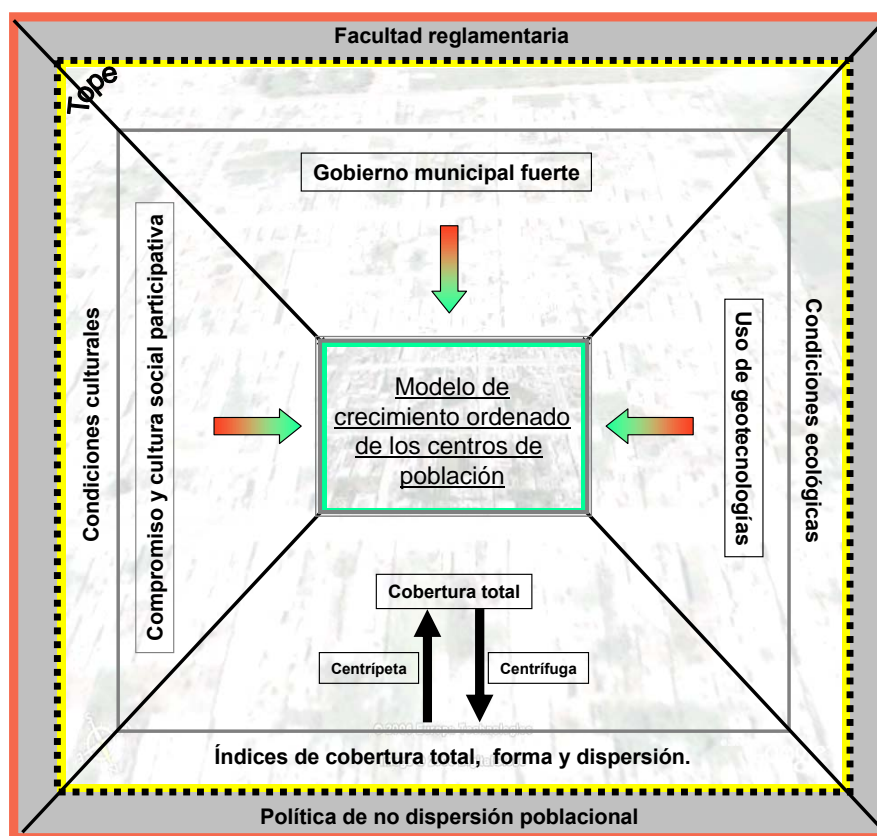 Facultad reglamentaria
Tope
Gobierno municipal fuerte
Condiciones culturales
Compromiso y cultura social participativa
Modelo de
crecimiento ordenado
de los centros de
población
Uso de geotecnologías
Condiciones ecológicas
Cobertura total
Centrípeta
Centrífuga
Índices de cobertura total, forma y dispersión.
Política de no dispersión poblacional